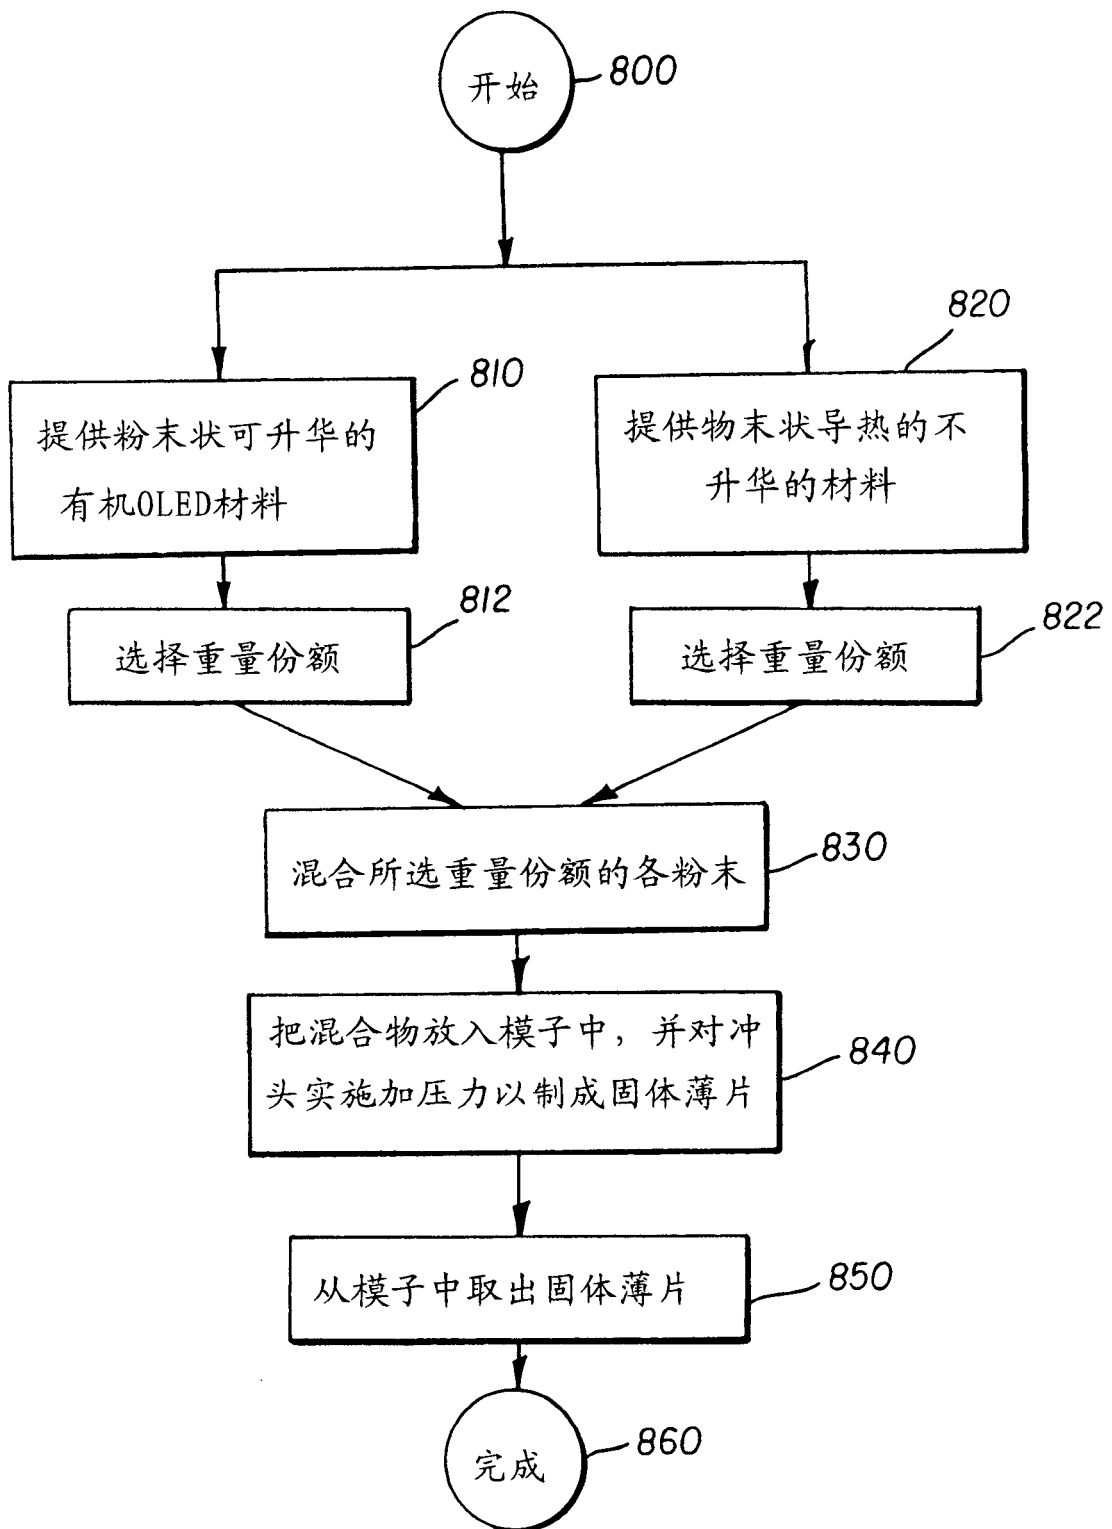 开始
800
820
810
提供粉末状可升华的
有机OLED材料
提供物末状导热的不
升华的材料
812
选择重量份额
822
选择重量份额
830
混合所选重量份额的各粉末
840
把混合物放入模子中，并对冲
头实施加压力以制成固体薄片
850
从模子中取出固体薄片
860
完成